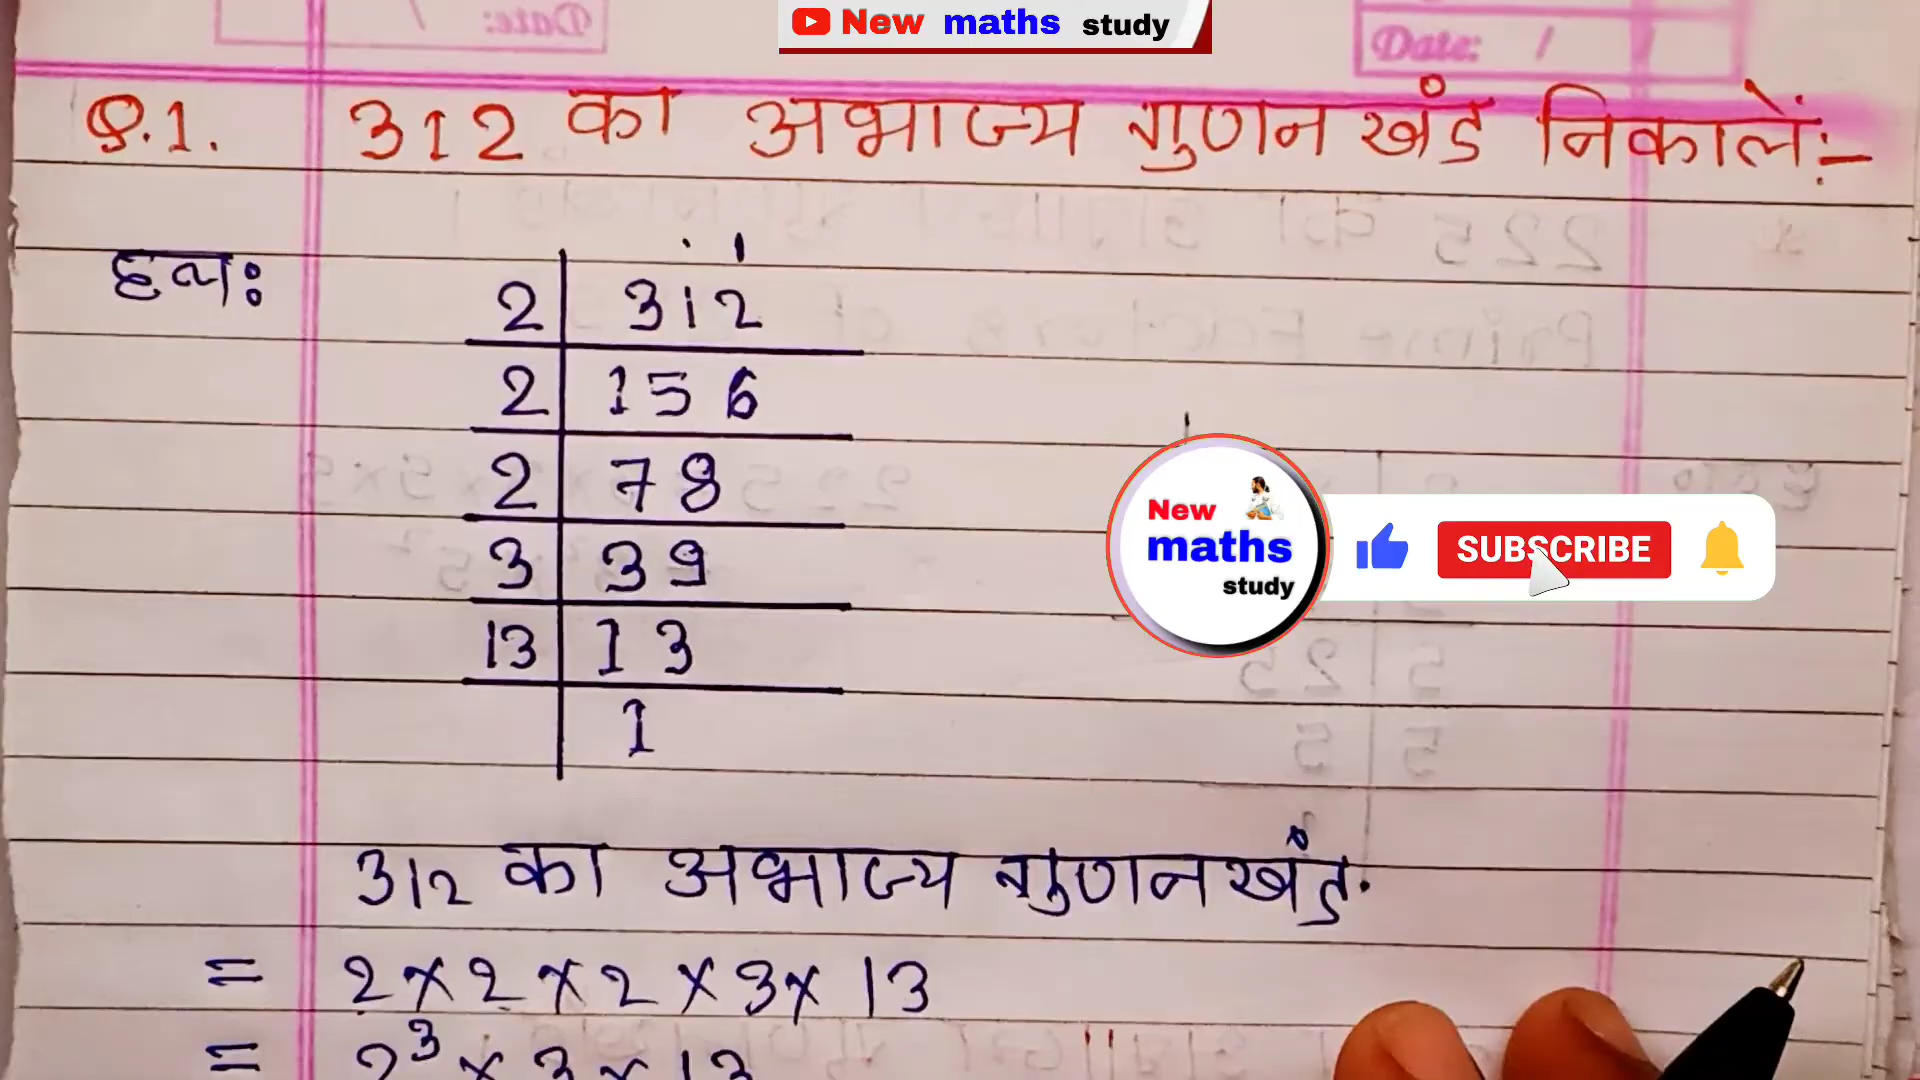 New maths study
Date: / /
Q.1. 312 का अभाज्य गुणनखंड निकालें:-
हल:
2 | 312
2 | 156
2 | 78
3 | 39
13 | 13
1
New
maths
study
SUBSCRIBE
312 का अभाज्य गुणनखंड
= 2 × 2 × 2 × 3 × 13
= 2³ × 3 × 13